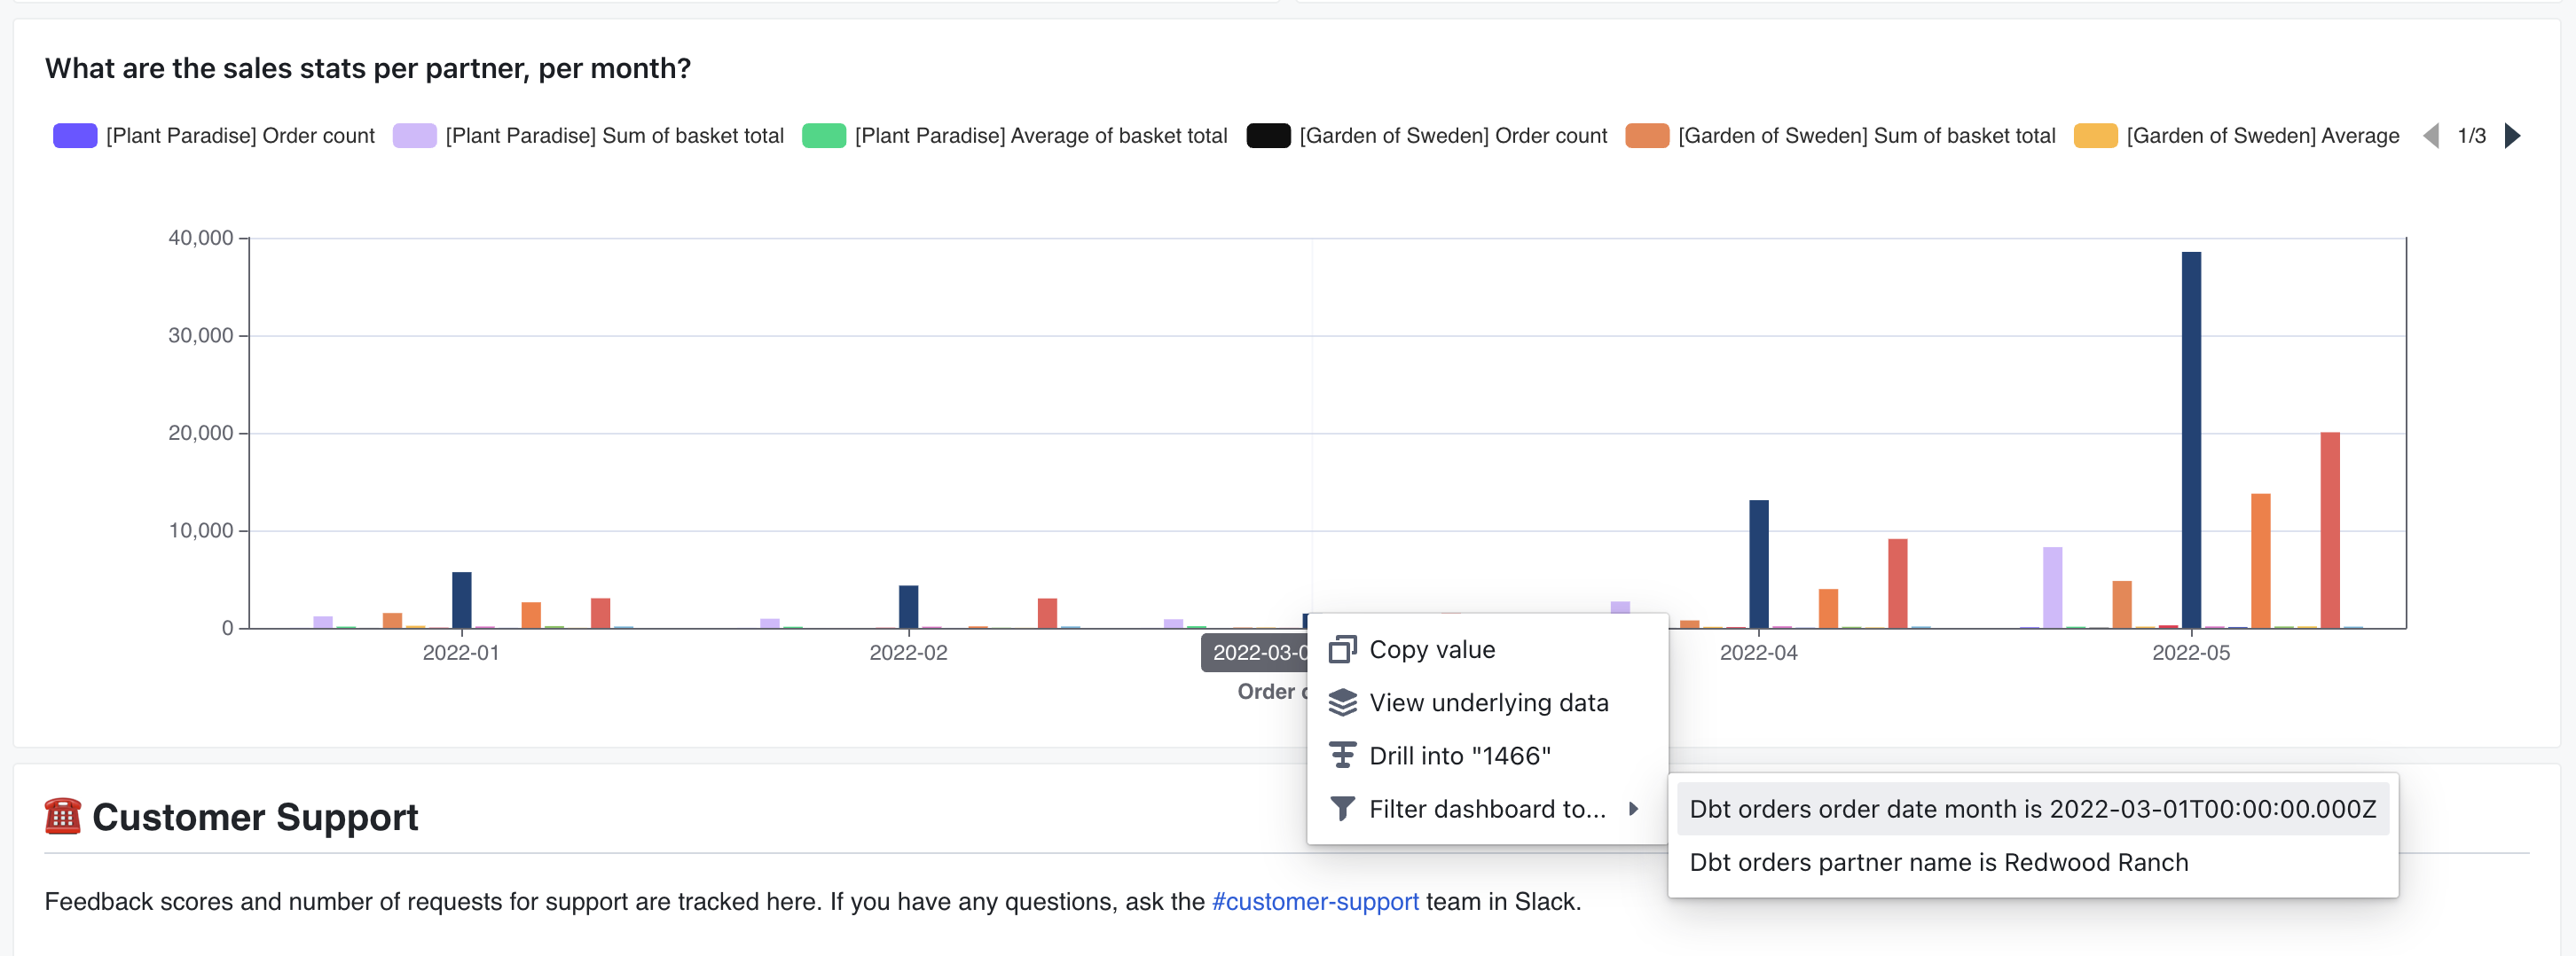 What are the sales stats per partner, per month?
[Plant Paradise] Order count [Plant Paradise] Sum of basket total [Plant Paradise] Average of basket total [Garden of Sweden] Order count [Garden of Sweden] Sum of basket total [Garden of Sweden] Average 1/3
40,000
30,000
20,000
10,000
0
2022-01 2022-02 2022-03-0 2022-04 2022-05
Order
Copy value
View underlying data
Drill into "1466"
Filter dashboard to...
Dbt orders order date month is 2022-03-01T00:00:00.000Z
Dbt orders partner name is Redwood Ranch
Customer Support
Feedback scores and number of requests for support are tracked here. If you have any questions, ask the #customer-support team in Slack.